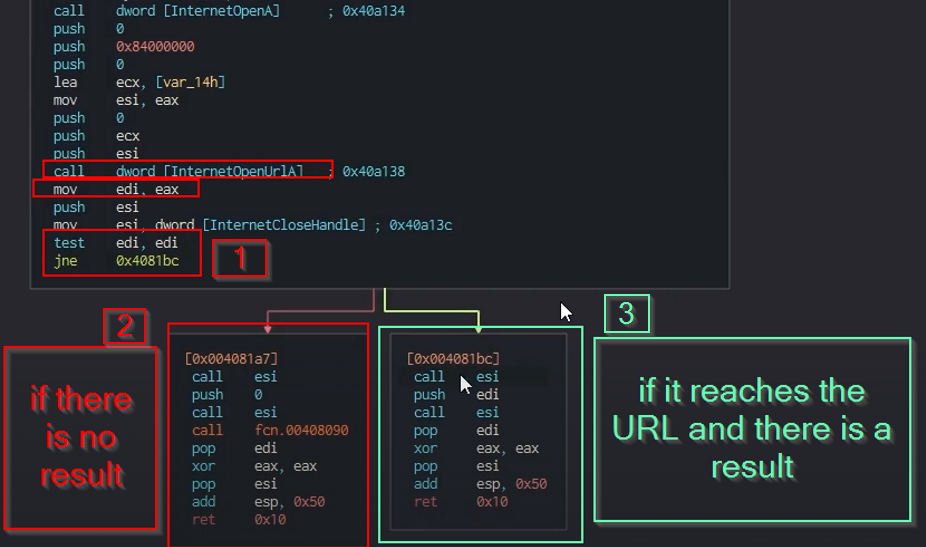 call dword [InternetOpenA] ; 0x40a134
push 0
push 0x84000000
push 0
lea ecx, [var_14h]
mov esi, eax
push 0
push ecx
push esi
call dword [InternetOpenUrlA] ; 0x40a138
mov edi, eax
push esi
mov esi, dword [InternetCloseHandle] ; 0x40a13c
test edi, edi
jne 0x4081bc
1
2
if there
is no
result
[0x004081a7]
call esi
push 0
call esi
call fcn.00408090
pop edi
xor eax, eax
pop esi
add esp, 0x50
ret 0x10
[0x004081bc]
call esi
push edi
call esi
pop edi
xor eax, eax
pop esi
add esp, 0x50
ret 0x10
3
if it reaches the
URL and there is a
result